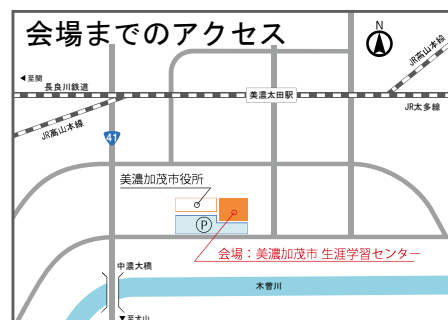 会場までのアクセス
N
JR高山本線
◀至関
長良川鉄道
美濃太田駅
JR太多線
JR高山本線
41
美濃加茂市役所
P
会場：美濃加茂市 生涯学習センター
中濃大橋
木曽川
▼至犬山